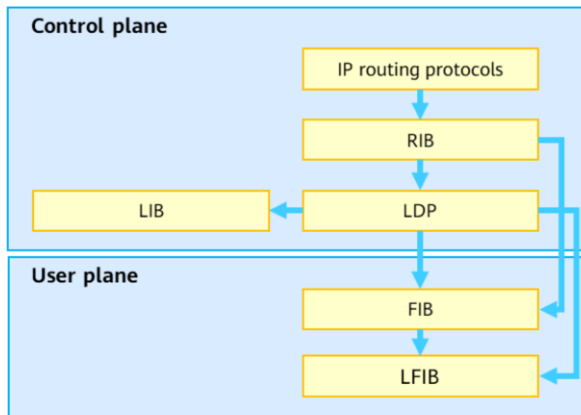 Control plane
IP routing protocols
RIB
LIB
LDP
User plane
FIB
LFIB